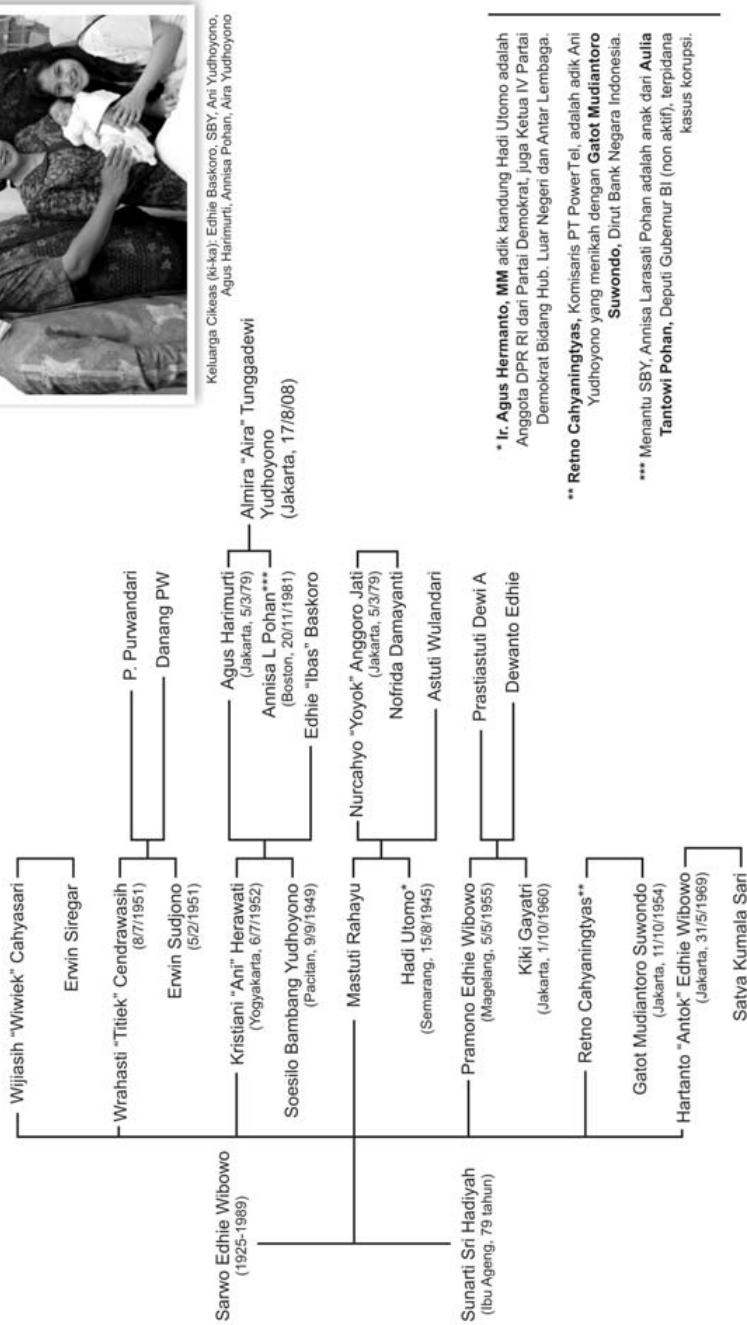 Sarwo Edhie Wibowo
(1925-1989)
Sunarti Sri Hadiyah
(Ibu Ageng, 79 tahun)
Wijiasih “Wiwiek” Cahyasari
Erwin Siregar
Wrahasti “Titiek” Cendrawasih
(8/7/1951)
Erwin Sudjono
(5/2/1951)
P. Purwandari
Danang PW
Kristiani “Ani” Herawati
(Yogyakarta, 6/7/1952)
Soesilo Bambang Yudhoyono
(Pacitan, 9/9/1949)
Agus Harimurti
(Jakarta, 5/3/79)
Annisa L Pohan***
(Boston, 20/11/1981)
Edhie “Ibas” Baskoro
Almira “Aira” Tunggadewi
Yudhoyono
(Jakarta, 17/8/08)
Mastuti Rahayu
Hadi Utomo*
(Semarang, 15/8/1945)
Nurcahyo “Yoyok” Anggoro Jati
(Jakarta, 5/3/79)
Nofrida Damayanti
Astuti Wulandari
Pramono Edhie Wibowo
(Magelang, 5/5/1955)
Kiki Gayatri
(Jakarta, 1/10/1960)
Prastiastuti Dewi A
Dewanto Edhie
Retno Cahyaningtyas**
Gatot Mudiantoro Suwondo
(Jakarta, 11/10/1954)
Hartanto “Antok” Edhie Wibowo
(Jakarta, 31/5/1969)
Satya Kumala Sari
Keluarga Cikeas (ki-ka): Edhie Baskoro, SBY, Ani Yudhoyono,
Agus Harimurti, Annisa Pohan, Aira Yudhoyono
* Ir. Agus Hermanto, MM adik kandung Hadi Utomo adalah
Anggota DPR RI dari Partai Demokrat, juga Ketua IV Partai
Demokrat Bidang Hub. Luar Negeri dan Antar Lembaga.
** Retno Cahyaningtyas, Komisaris PT PowerTel, adalah adik Ani
Yudhoyono yang menikah dengan Gatot Mudiantoro
Suwondo, Dirut Bank Negara Indonesia.
*** Menantu SBY, Annisa Larasati Pohan adalah anak dari Aulia
Tantowi Pohan, Deputi Gubernur BI (non aktif), terpidana
kasus korupsi.